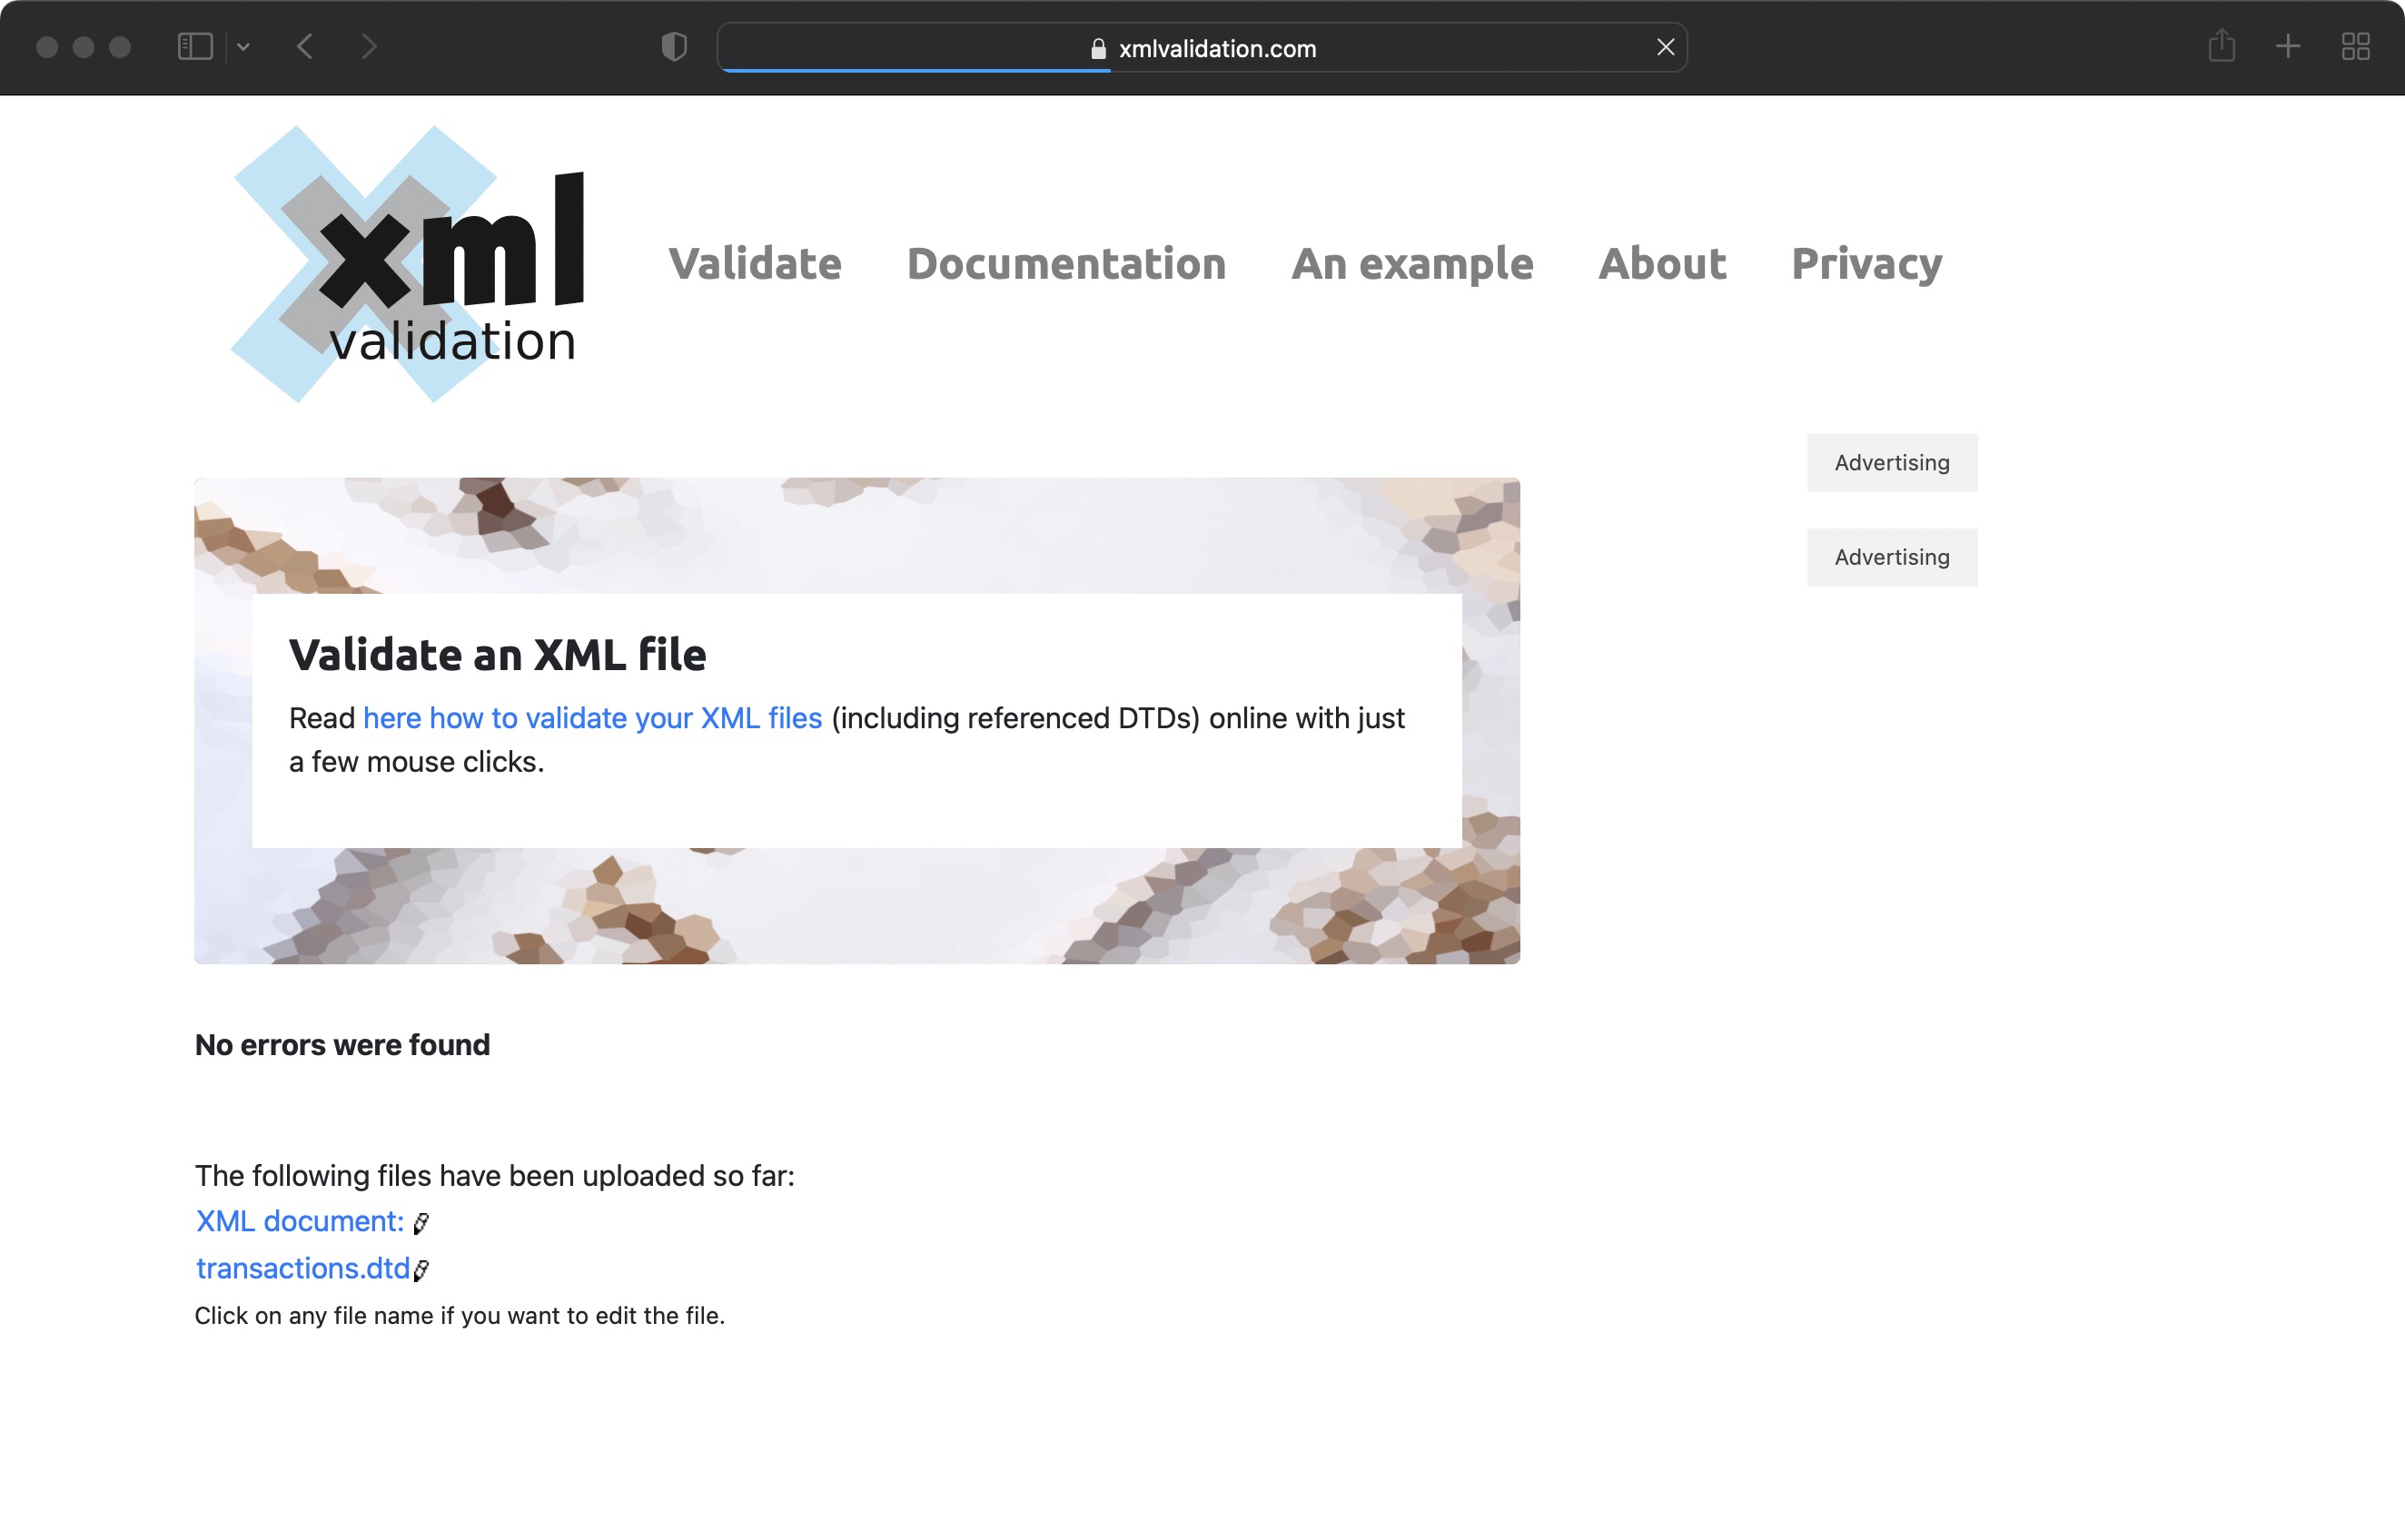 xmlvalidation.com
xml
validation
Validate
Documentation
An example
About
Privacy
Advertising
Advertising
Validate an XML file
Read here how to validate your XML files (including referenced DTDs) online with just
a few mouse clicks.
No errors were found
The following files have been uploaded so far:
XML document:
transactions.dtd
Click on any file name if you want to edit the file.